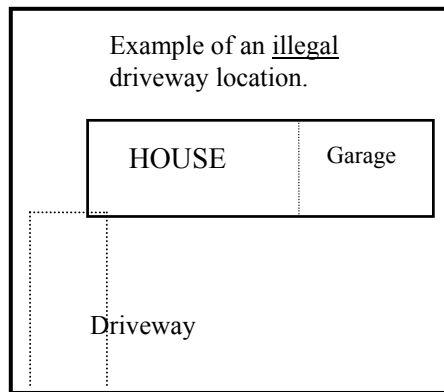 Example of an illegal
driveway location.
HOUSE
Garage
Driveway